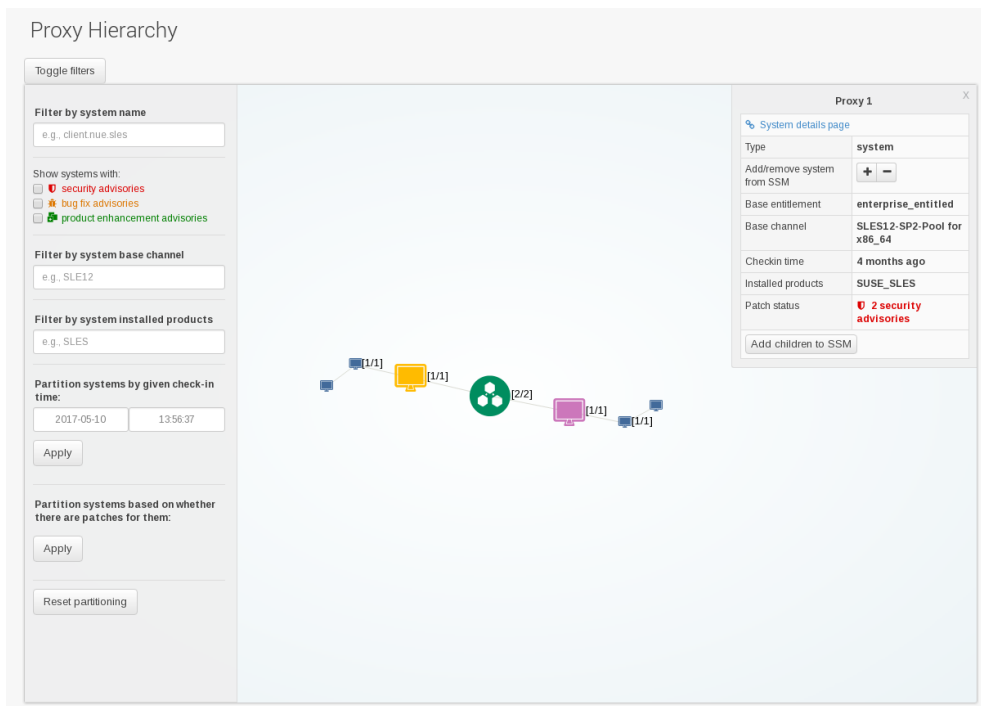 Proxy Hierarchy
Toggle filters
Filter by system name
e.g., client.nue.sles
Show systems with:
security advisories
bug fix advisories
product enhancement advisories
Filter by system base channel
e.g., SLE12
Filter by system installed products
e.g., SLES
Partition systems by given check-in
time:
2017-05-10 13:56:37
Apply
Partition systems based on whether
there are patches for them:
Apply
Reset partitioning
[1/1]
[1/1]
[2/2]
[1/1]
[1/1]
X
Proxy 1
System details page
Type system
Add/remove system
from SSM
+ −
Base entitlement enterprise_entitled
Base channel SLES12-SP2-Pool for
x86_64
Checkin time 4 months ago
Installed products SUSE_SLES
Patch status 2 security
advisories
Add children to SSM